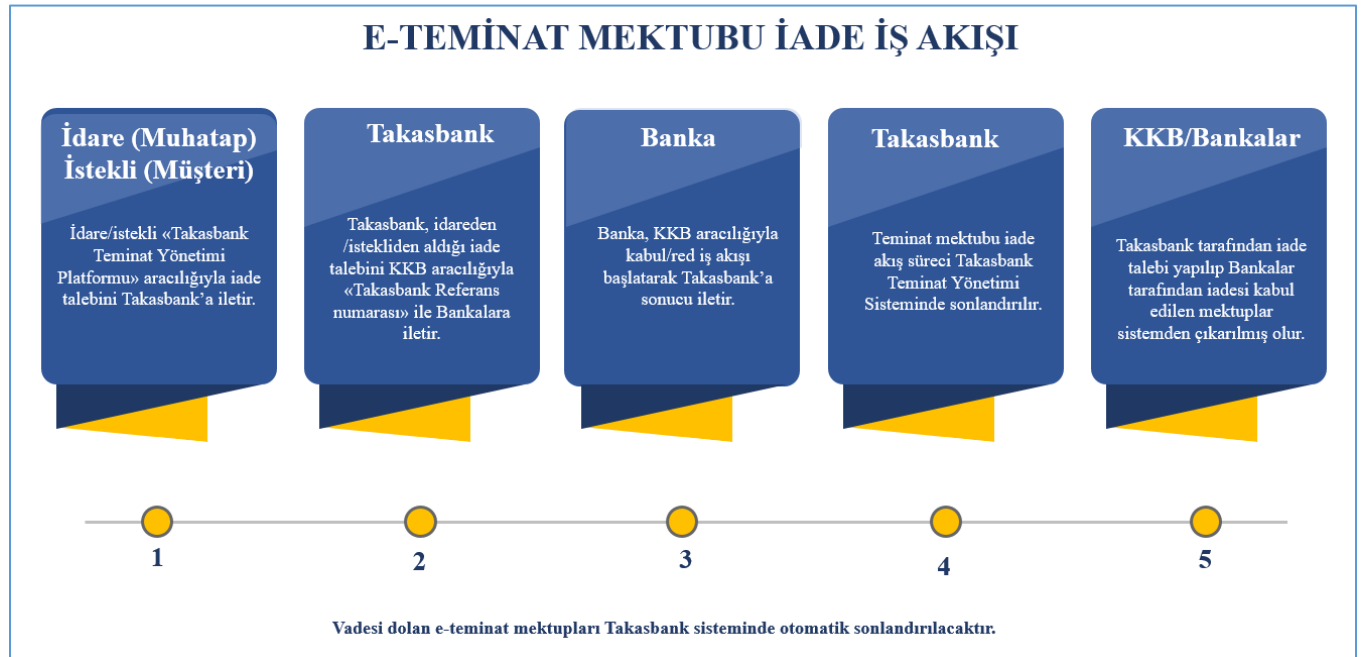 E-TEMİNAT MEKTUBU İADE İŞ AKIŞI
İdare (Muhatap)
İstekli (Müşteri)
İdare/istekli «Takasbank
Teminat Yönetimi
Platformu» aracılığıyla iade
talebini Takasbank’a iletir.
Takasbank
Takasbank, idareden
/istekliden aldığı iade
talebini KKB aracılığıyla
«Takasbank Referans
numarası» ile Bankalara
iletir.
Banka
Banka, KKB aracılığıyla
kabul/red iş akışı
başlatarak Takasbank’a
sonucu iletir.
Takasbank
Teminat mektubu iade
akış süreci Takasbank
Teminat Yönetimi
Sisteminde sonlandırılır.
KKB/Bankalar
Takasbank tarafından iade
talebi yapılıp Bankalar
tarafından iadesi kabul
edilen mektuplar
sistemden çıkarılmış olur.
1
2
3
4
5
Vadesi dolan e-teminat mektupları Takasbank sisteminde otomatik sonlandırılacaktır.